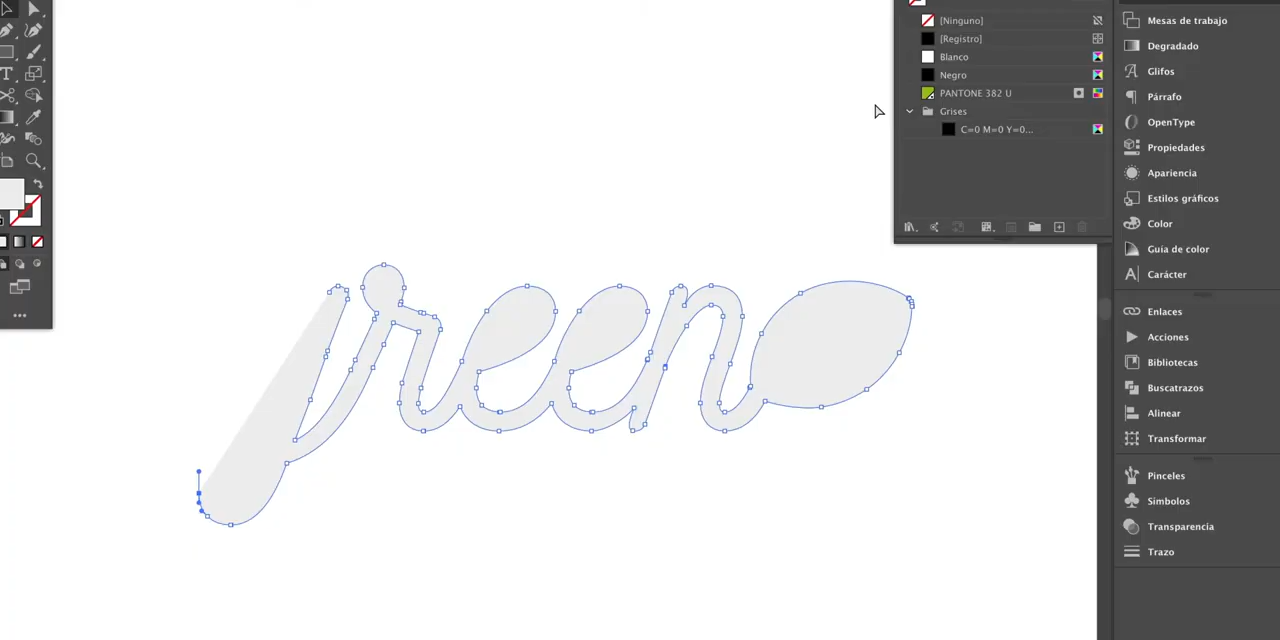 [Ninguno]
[Registro]
Blanco
Negro
PANTONE 382 U
Grises
C=0 M=0 Y=0...
Mesas de trabajo
Degradado
Glifos
Párrafo
OpenType
Propiedades
Apariencia
Estilos gráficos
Color
Guía de color
Carácter
Enlaces
Acciones
Bibliotecas
Buscatrazos
Alinear
Transformar
Pinceles
Símbolos
Transparencia
Trazo